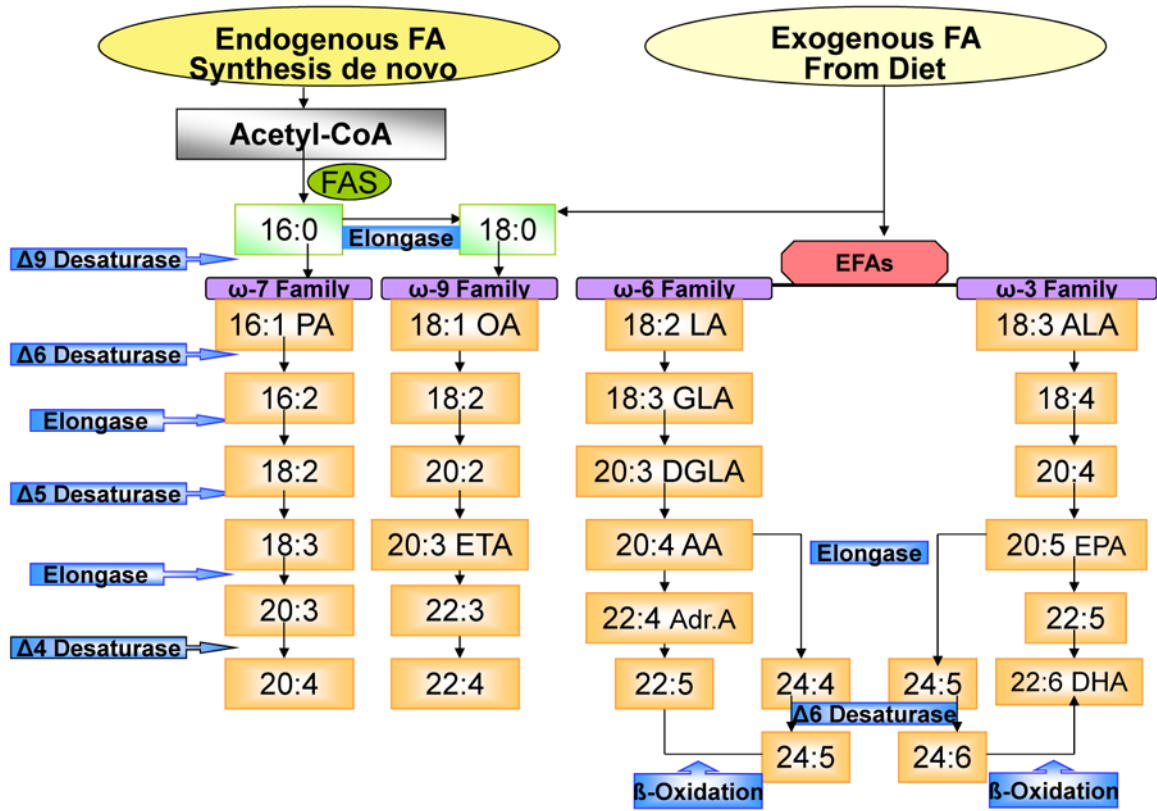 Endogenous FA
Synthesis de novo
Exogenous FA
From Diet
Acetyl-CoA
FAS
16:0
Elongase
18:0
Δ9 Desaturase
EFAs
ω-7 Family
ω-9 Family
ω-6 Family
ω-3 Family
16:1 PA
18:1 OA
18:2 LA
18:3 ALA
Δ6 Desaturase
16:2
18:2
18:3 GLA
18:4
Elongase
18:2
20:2
20:3 DGLA
20:4
Δ5 Desaturase
18:3
20:3 ETA
20:4 AA
Elongase
20:5 EPA
Elongase
20:3
22:3
22:4 Adr.A
22:5
Δ4 Desaturase
20:4
22:4
22:5
24:4
24:5
22:6 DHA
Δ6 Desaturase
24:5
24:6
ß-Oxidation
ß-Oxidation